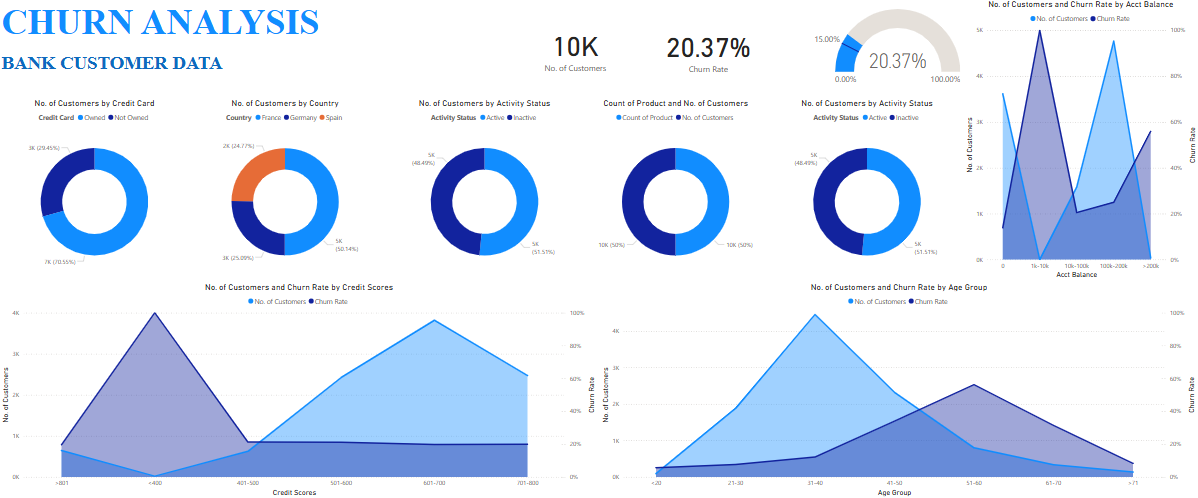 CHURN ANALYSIS
BANK CUSTOMER DATA
10K
No. of Customers
20.37%
Churn Rate
15.00%
20.37%
0.00%
100.00%
No. of Customers and Churn Rate by Acct Balance
No. of Customers Churn Rate
5K
4K
3K
2K
1K
0K
100%
80%
60%
40%
20%
0%
No. of Customers
Churn Rate
0 1k-10k 10k-100k 100k-200k >200k
Acct Balance
No. of Customers by Credit Card
Credit Card Owned Not Owned
3K (29.45%)
7K (70.55%)
No. of Customers by Country
Country France Germany Spain
2K (24.77%)
5K
(50.14%)
3K (25.09%)
No. of Customers by Activity Status
Activity Status Active Inactive
5K
(48.49%)
5K
(51.51%)
Count of Product and No. of Customers
Count of Product No. of Customers
10K (50%)
10K (50%)
No. of Customers by Activity Status
Activity Status Active Inactive
5K
(48.49%)
5K
(51.51%)
No. of Customers and Churn Rate by Credit Scores
No. of Customers Churn Rate
4K
3K
2K
1K
0K
100%
80%
60%
40%
20%
0%
No. of Customers
Churn Rate
>801 <400 401-500 501-600 601-700 701-800
Credit Scores
No. of Customers and Churn Rate by Age Group
No. of Customers Churn Rate
4K
3K
2K
1K
0K
100%
80%
60%
40%
20%
0%
No. of Customers
Churn Rate
<20 21-30 31-40 41-50 51-60 61-70 >71
Age Group